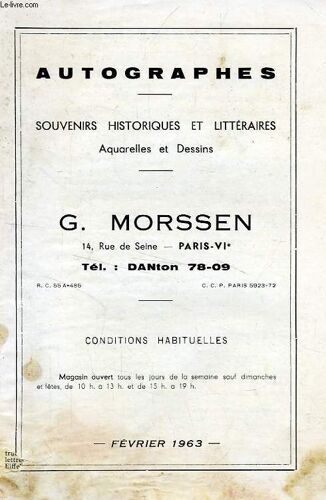 Le-livre.com
AUTOGRAPHES
SOUVENIRS HISTORIQUES ET LITTÉRAIRES
Aquarelles et Dessins
G. MORSSEN
14, Rue de Seine — PARIS-VIe
Tél. : DANton 78-09
R. C. 55 A-485 C. C. P. PARIS 5923-72
CONDITIONS HABITUELLES
Magasin ouvert tous les jours de la semaine sauf dimanches
et fêtes, de 10 h. à 13 h. et de 15 h. à 19 h.
— FÉVRIER 1963 —